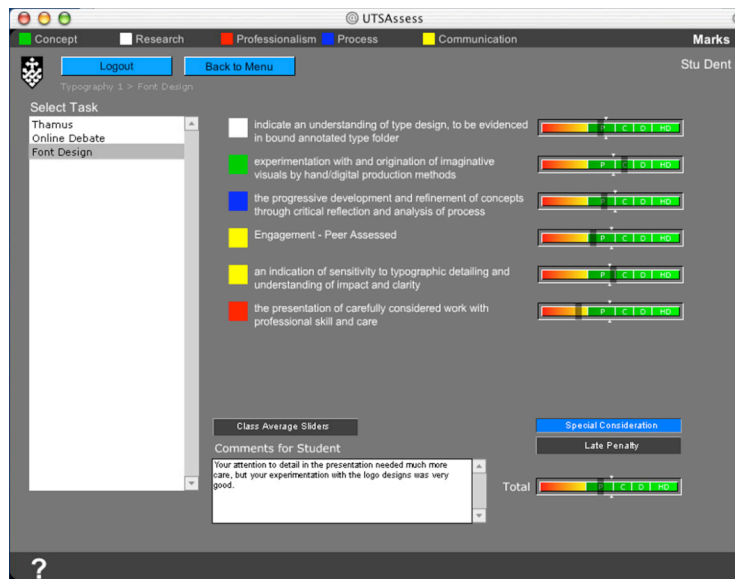 @ UTSAssess
Concept
Research
Professionalism
Process
Communication
Marks
Logout
Back to Menu
Stu Dent
Typography 1 > Font Design
Select Task
Thamus
Online Debate
Font Design
indicate an understanding of type design, to be evidenced
in bound annotated type folder
P C D HD
experimentation with and origination of imaginative
visuals by hand/digital production methods
P C D HD
the progressive development and refinement of concepts
through critical reflection and analysis of process
P C D HD
Engagement - Peer Assessed
P C D HD
an indication of sensitivity to typographic detailing and
understanding of impact and clarity
P C D HD
the presentation of carefully considered work with
professional skill and care
P C D HD
Class Average Sliders
Special Consideration
Late Penalty
Comments for Student
Your attention to detail in the presentation needed much more
care, but your experimentation with the logo designs was very
good.
Total
P C D HD
?